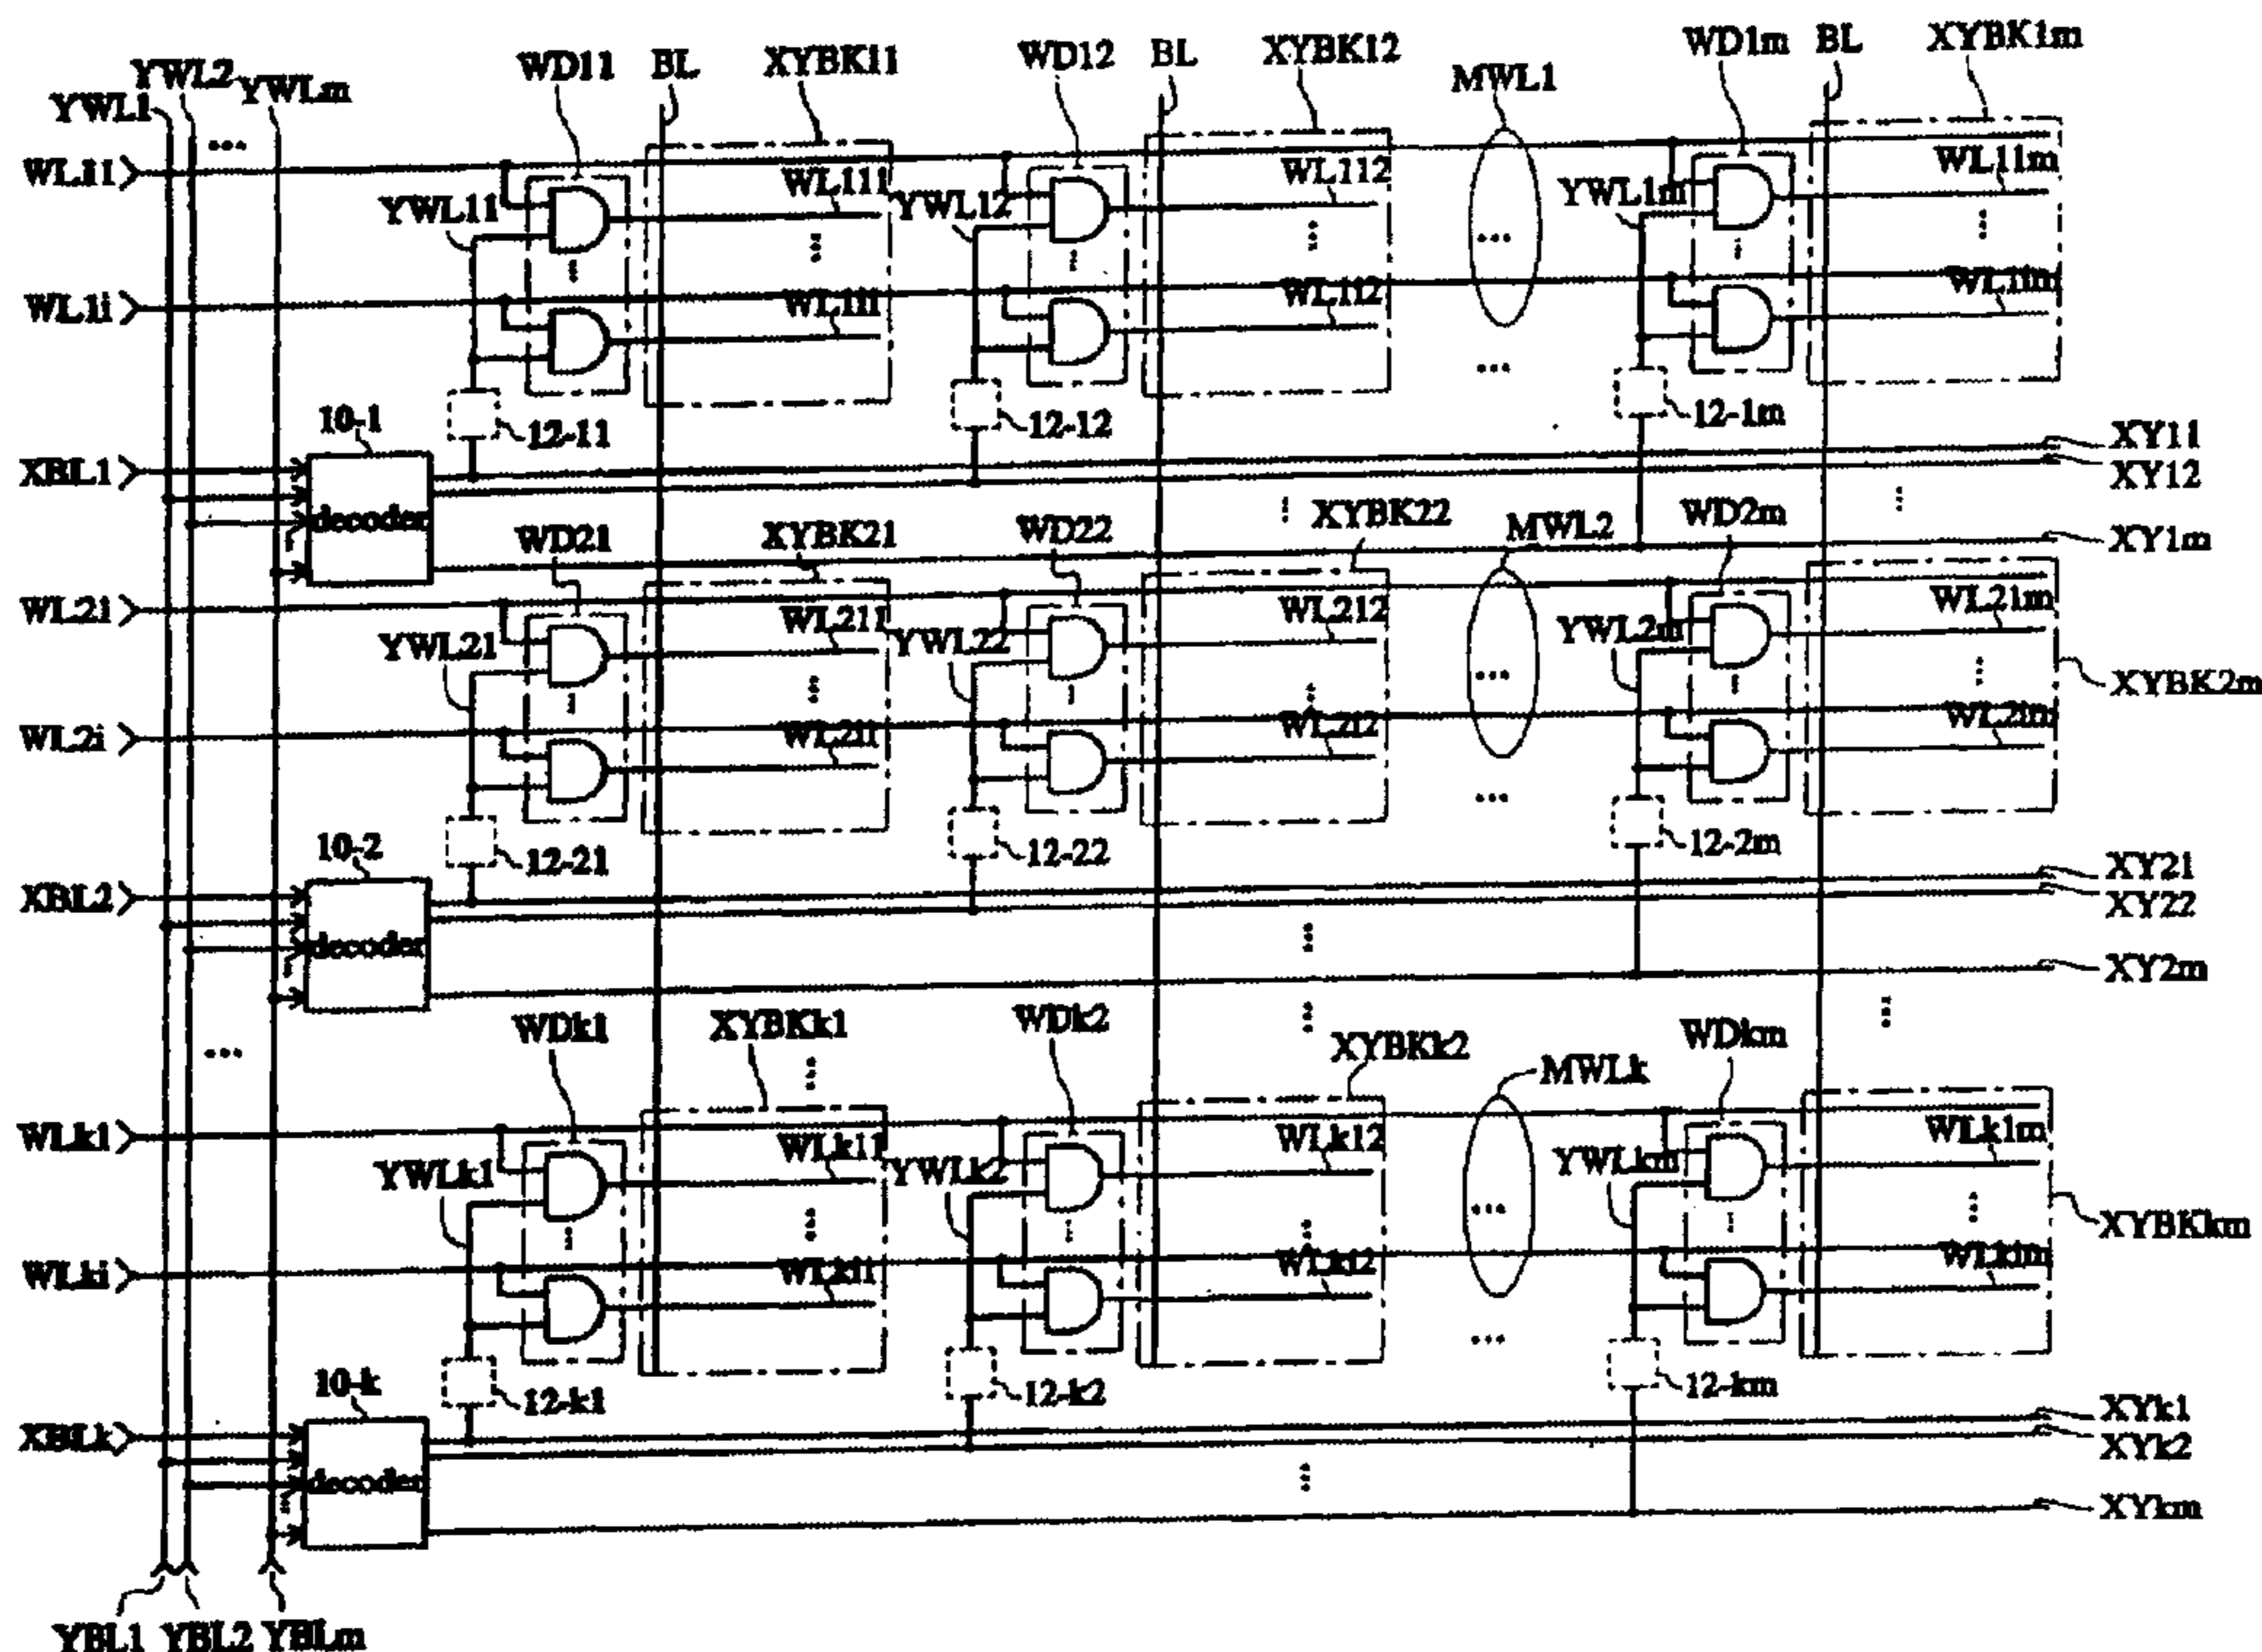 YWL2
YWL1
YWLm
WD11
BL
XYBK11
WD12
BL
XYBK12
MWL1
WD1m
BL
XYBK1m
...
WL11
YWL11
WL111
YWL12
WL112
YWL1m
WL11m
...
WL1i
WL1i1
WL1i2
WL1im
...
12-11
12-12
12-1m
10-1
XBL1
decoder
XY11
XY12
XY1m
WD21
XYBK21
WD22
XYBK22
MWL2
WD2m
WL21
YWL21
WL211
YWL22
WL212
YWL2m
WL21m
...
XYBK2m
WL2i
WL2i1
WL2i2
WL2im
...
12-21
12-22
12-2m
10-2
XBL2
decoder
XY21
XY22
XY2m
...
WDk1
XYBKk1
WDk2
XYBKk2
MWLk
WDkm
WLk1
YWLk1
WLk11
YWLk2
WLk12
YWLkm
WLk1m
...
XYBKkm
WLki
WLki1
WLki2
WLkim
...
12-k1
12-k2
12-km
10-k
XBLk
decoder
XYk1
XYk2
XYkm
YBL1
YBL2
YBLm